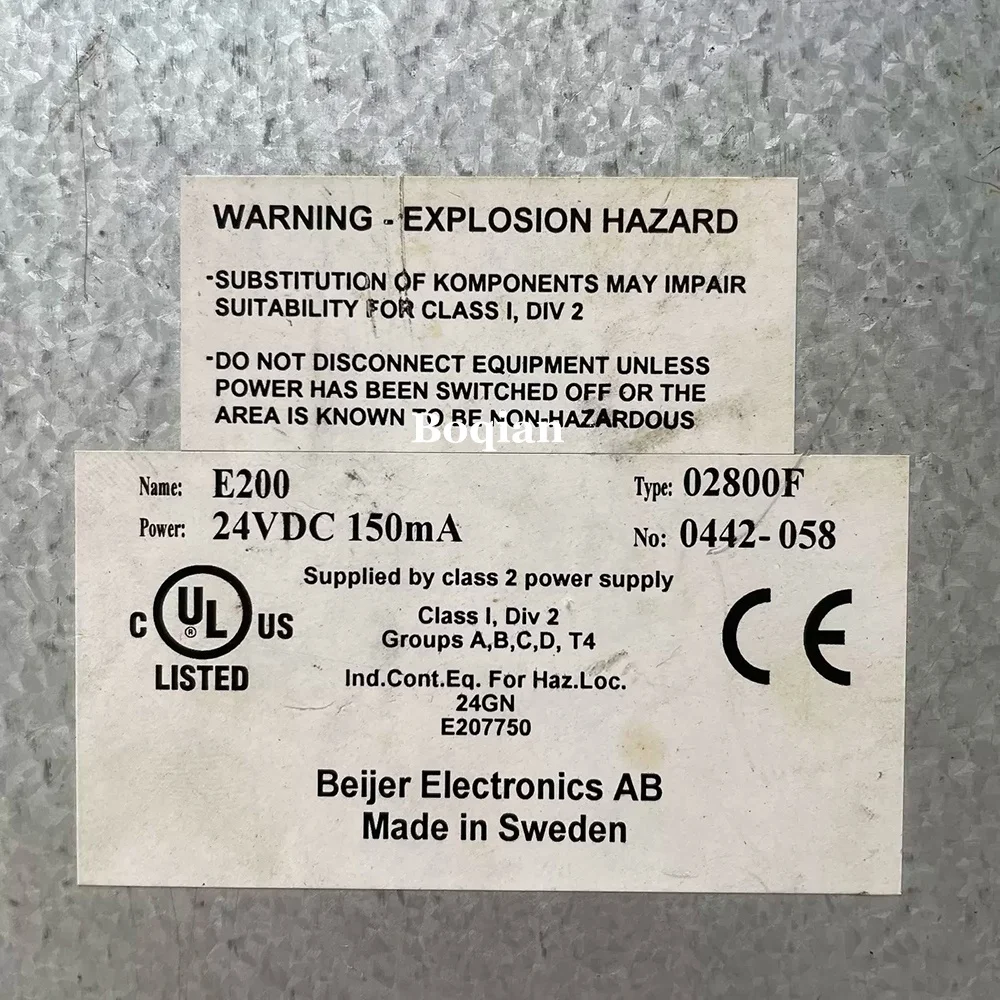 WARNING - EXPLOSION HAZARD
-SUBSTITUTION OF KOMPONENTS MAY IMPAIR
SUITABILITY FOR CLASS I, DIV 2
-DO NOT DISCONNECT EQUIPMENT UNLESS
POWER HAS BEEN SWITCHED OFF OR THE
AREA IS KNOWN TO BE NON-HAZARDOUS
Boqian
Name: E200 Type: 02800F
Power: 24VDC 150mA No: 0442-058
Supplied by class 2 power supply
Class I, Div 2
Groups A,B,C,D, T4
C UL ® US
LISTED
CE
Ind.Cont.Eq. For Haz.Loc.
24GN
E207750
Beijer Electronics AB
Made in Sweden